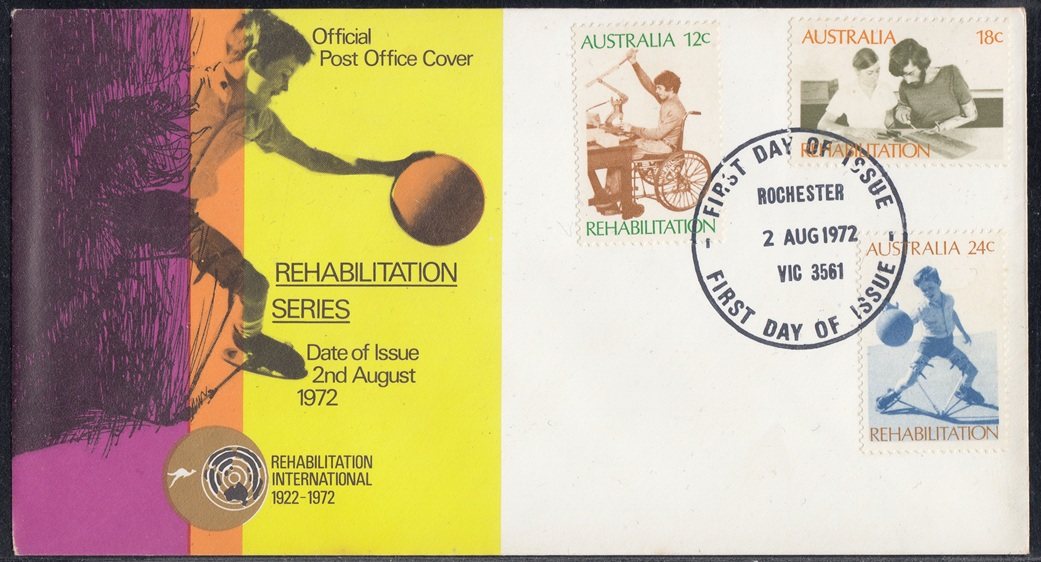 Official
Post Office Cover
REHABILITATION
SERIES
Date of Issue
2nd August
1972
REHABILITATION
INTERNATIONAL
1922-1972
AUSTRALIA 12c
REHABILITATION
AUSTRALIA 18c
REHABILITATION
FIRST DAY OF ISSUE
ROCHESTER
2 AUG 1972
VIC 3561
FIRST DAY OF ISSUE
AUSTRALIA 24c
REHABILITATION